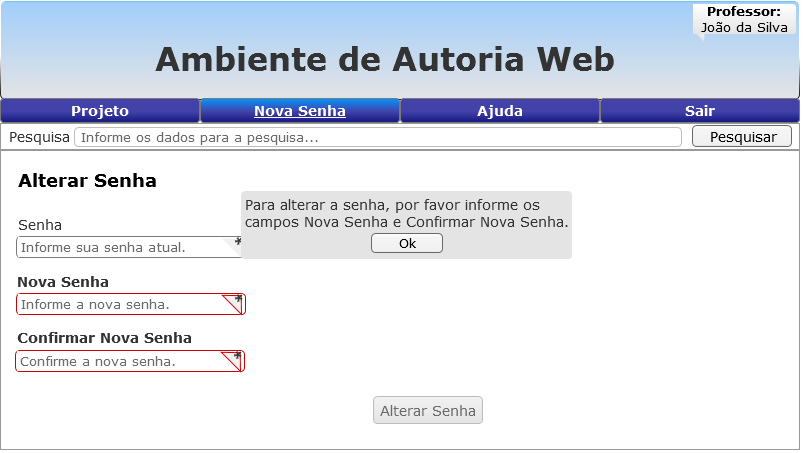 Professor:
João da Silva
Ambiente de Autoria Web
Projeto Nova Senha Ajuda Sair
Pesquisa Informe os dados para a pesquisa... Pesquisar
Alterar Senha
Para alterar a senha, por favor informe os
campos Nova Senha e Confirmar Nova Senha.
Ok
Senha
Informe sua senha atual. *
Nova Senha
Informe a nova senha. *
Confirmar Nova Senha
Confirme a nova senha. *
Alterar Senha